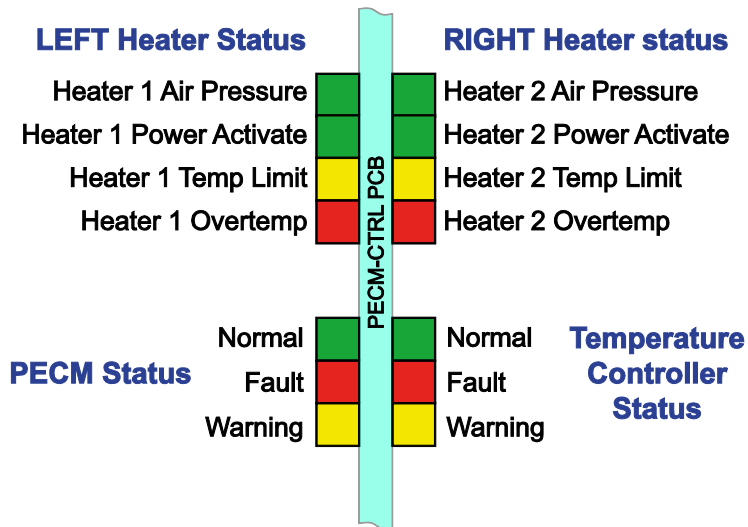 LEFT Heater Status
RIGHT Heater status
Heater 1 Air Pressure
Heater 2 Air Pressure
Heater 1 Power Activate
Heater 2 Power Activate
Heater 1 Temp Limit
Heater 2 Temp Limit
Heater 1 Overtemp
Heater 2 Overtemp
PECM-CTRL PCB
PECM Status
Normal
Fault
Warning
Normal
Fault
Warning
Temperature
Controller
Status